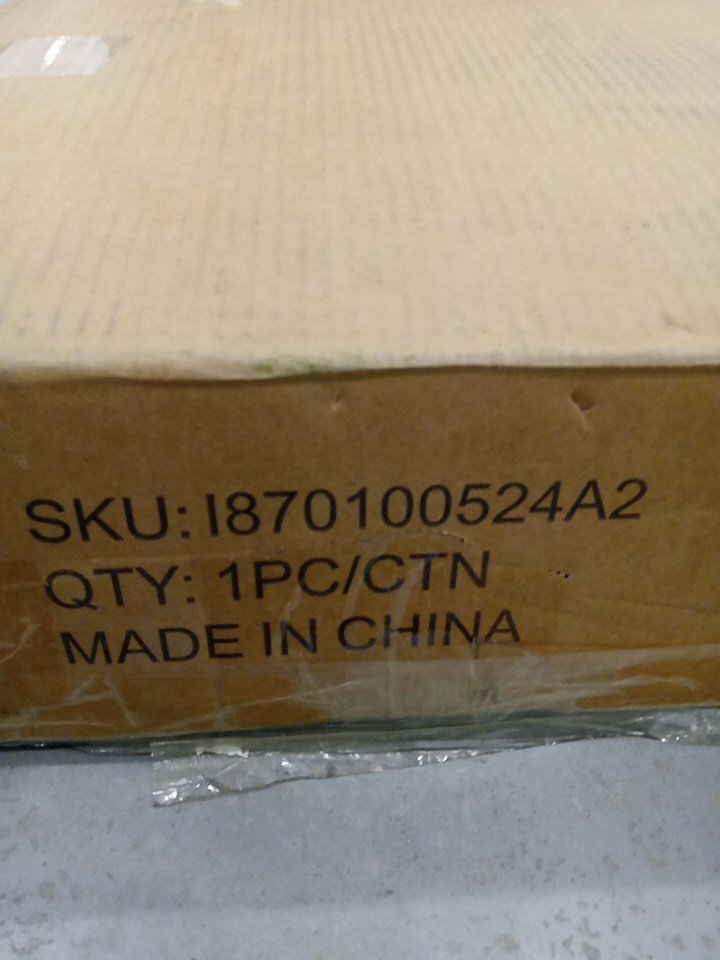 SKU: I870100524A2
QTY: 1PC/CTN
MADE IN CHINA